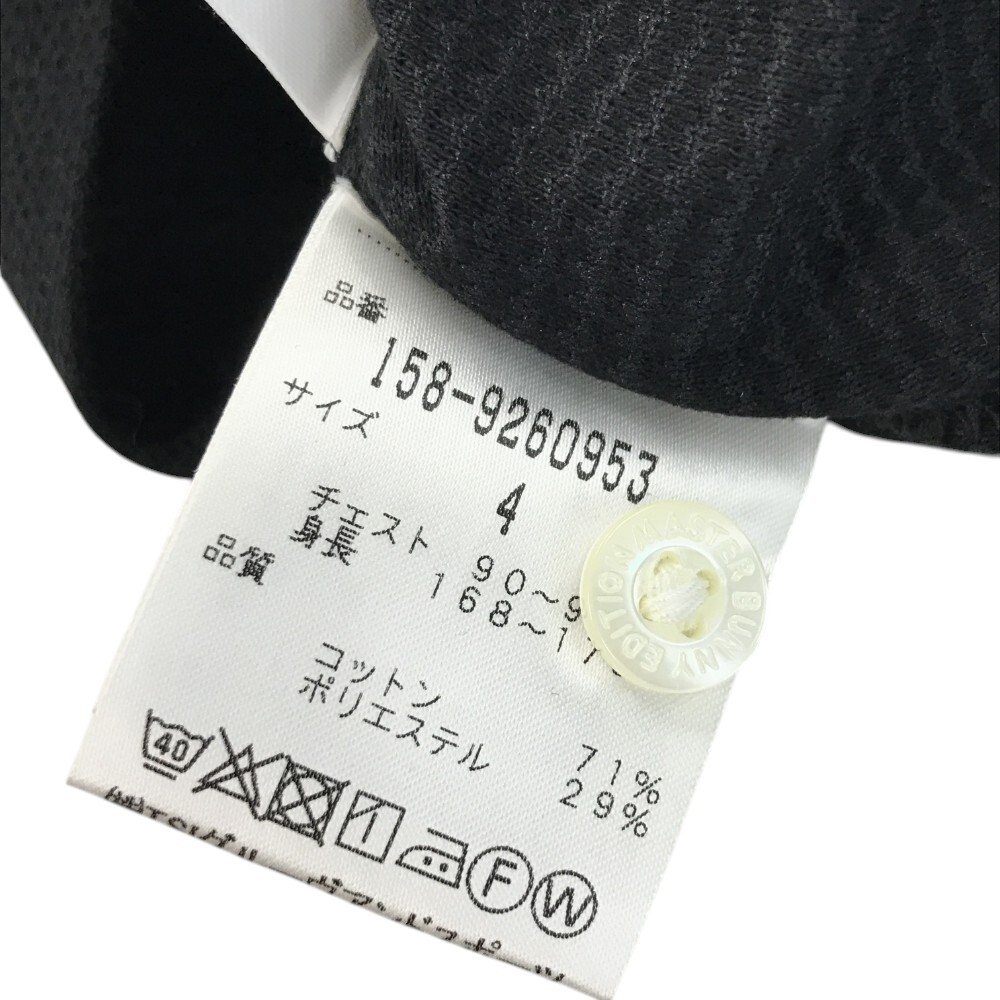 品番
158-9260953
サイズ
4
チェスト 90~9
身長 168~17
品質
コットン 71%
ポリエステル 29%
40
F W
MASTER BUNNY EDITION